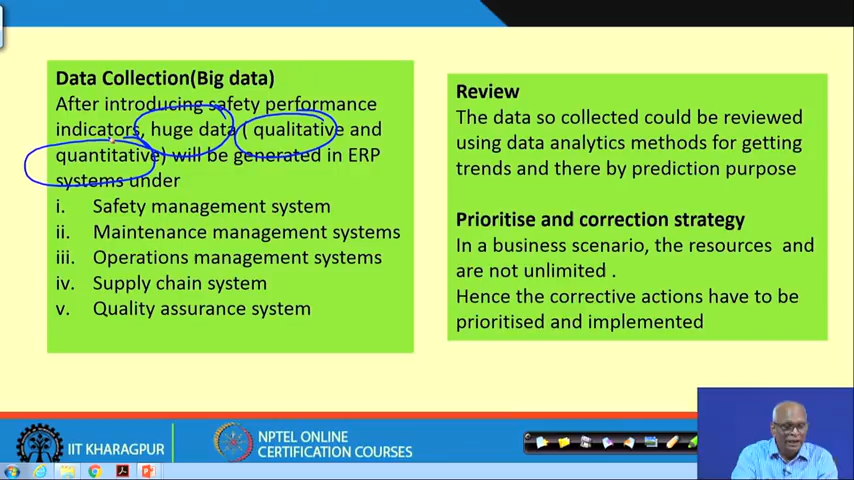 Data Collection(Big data)
After introducing safety performance
indicators, huge data ( qualitative and
quantitative) will be generated in ERP
systems under
i. Safety management system
ii. Maintenance management systems
iii. Operations management systems
iv. Supply chain system
v. Quality assurance system
Review
The data so collected could be reviewed
using data analytics methods for getting
trends and there by prediction purpose
Prioritise and correction strategy
In a business scenario, the resources and
are not unlimited .
Hence the corrective actions have to be
prioritised and implemented
IIT KHARAGPUR
NPTEL ONLINE
CERTIFICATION COURSES